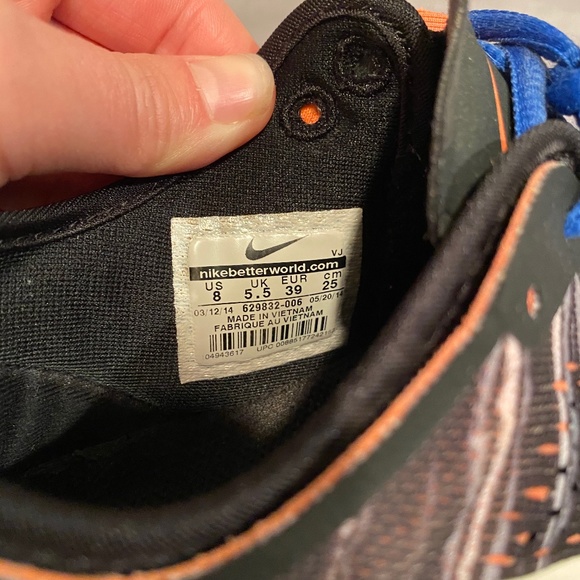 VJ
nikebetterworld.com
US UK EUR cm
8 5.5 39 25
03/12/14 629832-006 05/20/14
MADE IN VIETNAM
FABRIQUE AU VIETNAM
04943617 UPC